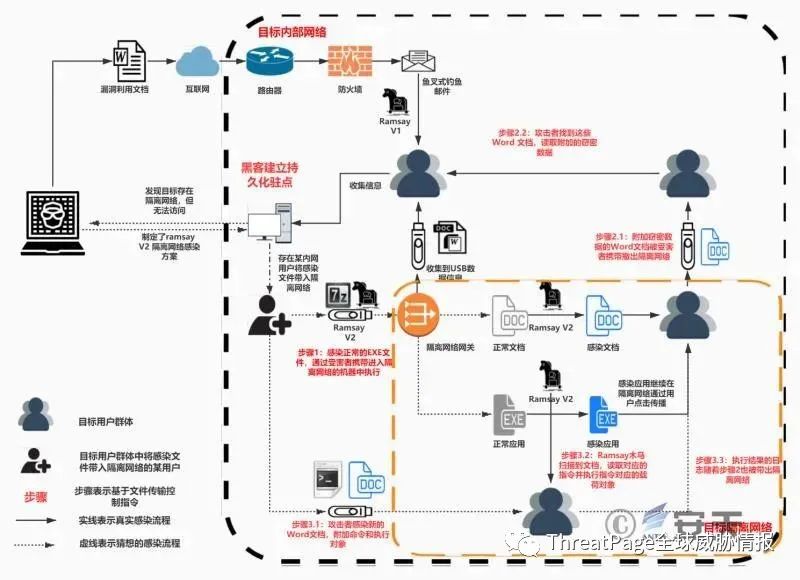 目标内部网络
漏洞利用文档
互联网
路由器
防火墙
鱼叉式钓鱼
邮件
Ramsay
V1
步骤2.2：攻击者找到这些
Word 文档，读取附加的窃密
数据
黑客建立持
久化驻点
收集信息
发现目标存在
隔离网络，但
无法访问
制定了ramsay
V2 隔离网络感染
方案
DOC
W
收集到USB数
据信息
步骤2.1：附加窃密数
据的Word文档被受害
者携带撤出隔离网络
DOC
存在某内网
用户将感染
文件带入隔
离网络
7z
Ramsay
V2
隔离网络网关
DOC
正常文档
Ramsay V2
DOC
感染文档
步骤1：感染正常的EXE文
件，通过受害者携带进入隔
离网络的机器中执行
Ramsay V2
EXE
正常应用
EXE
感染应用
感染应用继续在
隔离网络通过用
户点击传播
步骤3.2：Ramsay木马
扫描到文档，读取对应的
指令并执行指令对应的载
荷对象
步骤3.3：执行结果的日
志随着步骤2也被带出隔
离网络
DOC
步骤3.1：攻击者感染新的
Word文档，附加命令和执行
对象
目标用户群体
目标用户群体中将感染文
件带入隔离网络的某用户
步骤
步骤表示基于文件传输控
制指令
实线表示真实感染流程
虚线表示猜想的感染流程
© 安天
目标隔离网络
ThreatPage全球威胁情报